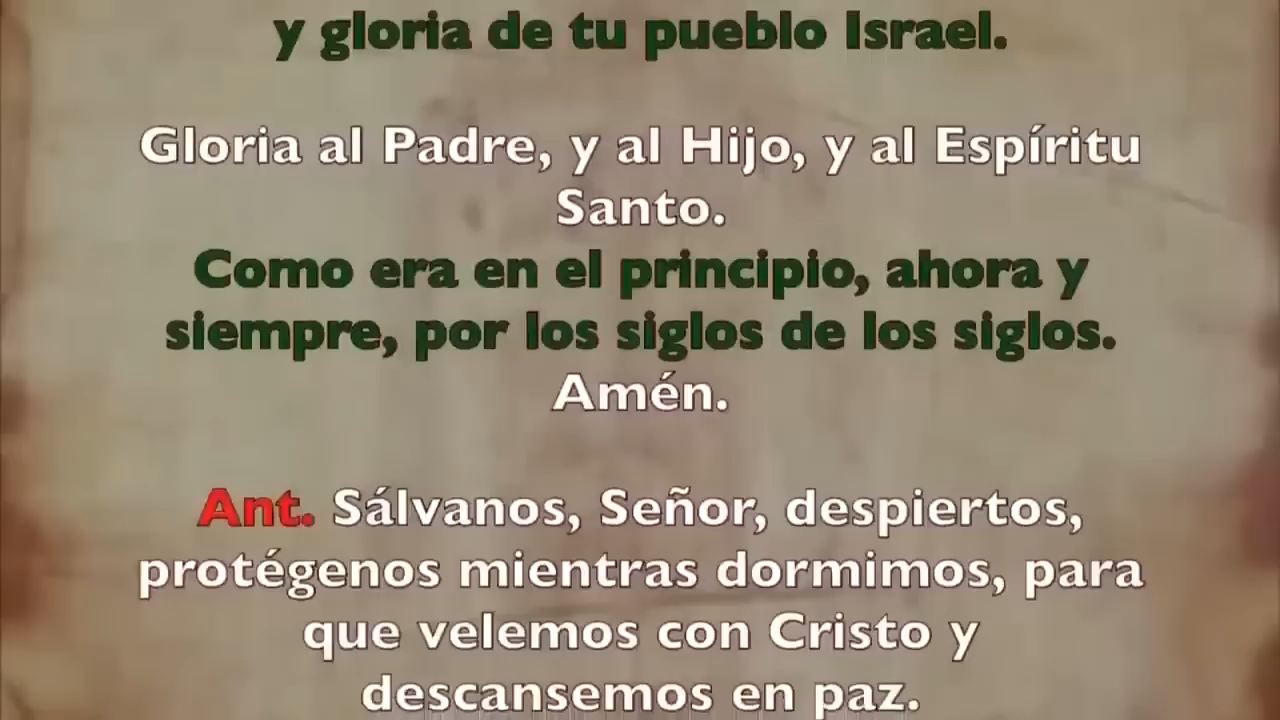 y gloria de tu pueblo Israel.
Gloria al Padre, y al Hijo, y al Espíritu
Santo.
Como era en el principio, ahora y
siempre, por los siglos de los siglos.
Amén.
Ant. Sálvanos, Señor, despiertos,
protégenos mientras dormimos, para
que velemos con Cristo y
descansemos en paz.